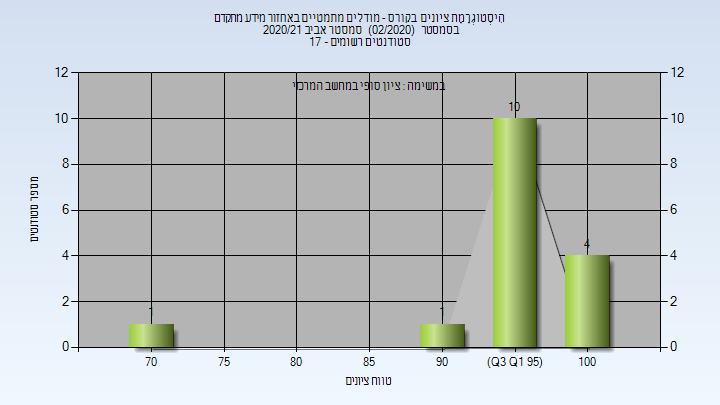 היסטוגרמת ציונים בקורס - מודלים מתמטיים באחזור מידע מתקדם
בסמסטר (02/2020) סמסטר אביב 2020/21
סטודנטים רשומים - 17
במשימה : ציון סופי במחשב המרכזי
12 12
10 10
8 8
6 6
4 4
2 2
0 0
1 1 10 4
מספר סטודנטים
70 75 80 85 90 (Q3 Q1 95) 100
טווח ציונים